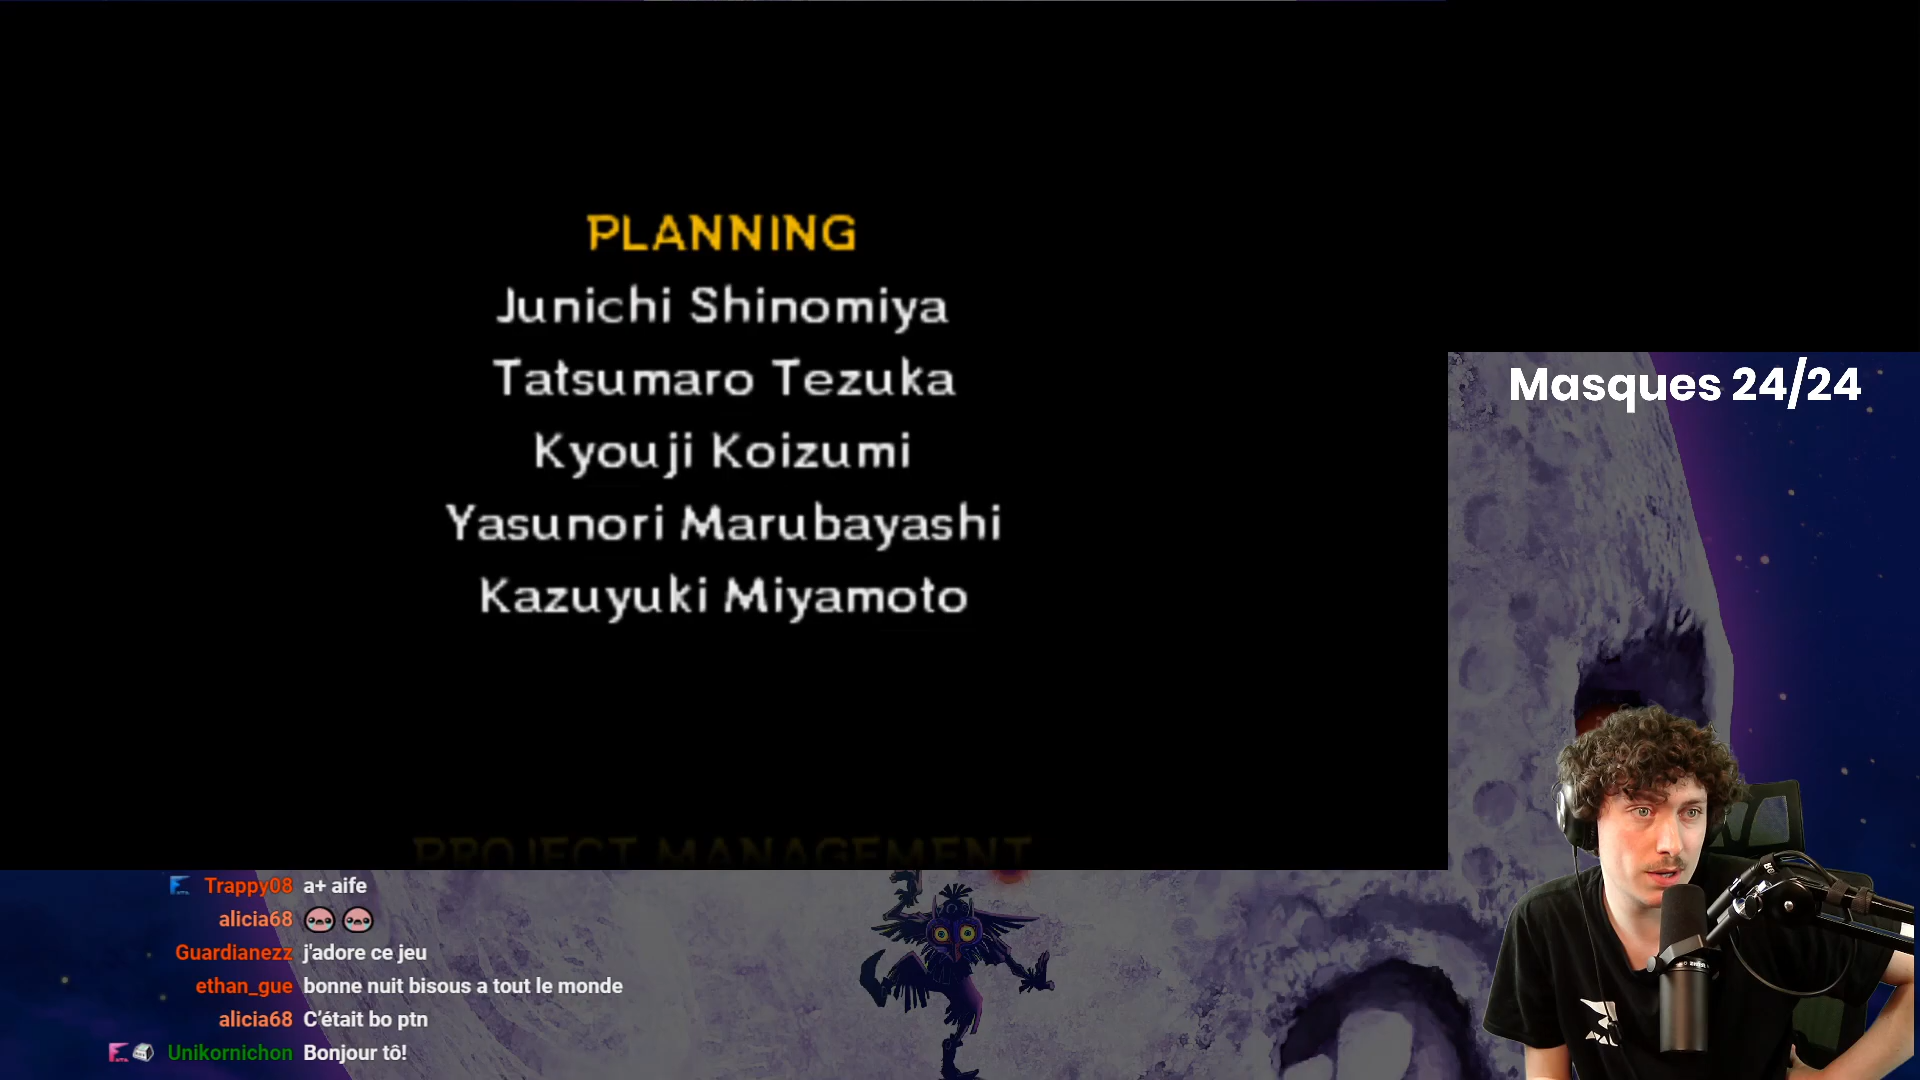 PLANNING
Junichi Shinomiya
Tatsumaro Tezuka
Kyouji Koizumi
Yasunori Marubayashi
Kazuyuki Miyamoto
PROJECT MANAGEMENT
Masques 24/24
Trappy08 a+ aife
alicia68
Guardianezz j'adore ce jeu
ethan_gue bonne nuit bisous a tout le monde
alicia68 C'était bo ptn
Unikornichon Bonjour tô!